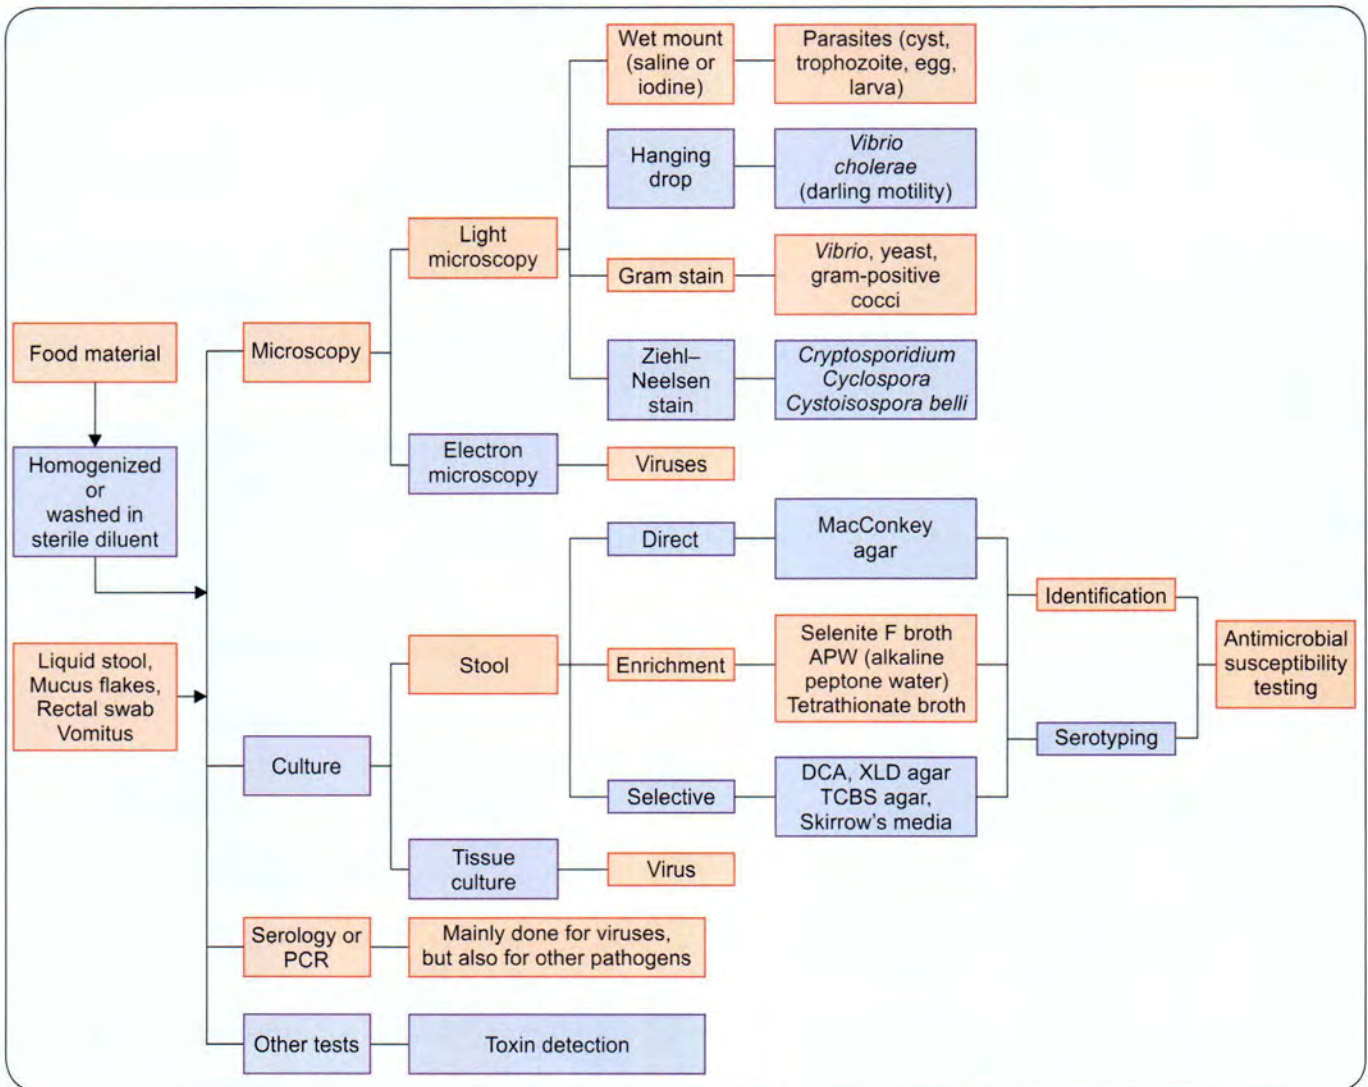 Food material
Homogenized
or
washed in
sterile diluent
Liquid stool,
Mucus flakes,
Rectal swab
Vomitus
Microscopy
Light
microscopy
Wet mount
(saline or
iodine)
Parasites (cyst,
trophozoite, egg,
larva)
Hanging
drop
Vibrio
cholerae
(darling motility)
Gram stain
Vibrio, yeast,
gram-positive
cocci
Ziehl–
Neelsen
stain
Cryptosporidium
Cyclospora
Cystoisospora belli
Electron
microscopy
Viruses
Culture
Stool
Direct
MacConkey
agar
Enrichment
Selenite F broth
APW (alkaline
peptone water)
Tetrathionate broth
Selective
DCA, XLD agar
TCBS agar,
Skirrow's media
Identification
Serotyping
Antimicrobial
susceptibility
testing
Tissue
culture
Virus
Serology or
PCR
Mainly done for viruses,
but also for other pathogens
Other tests
Toxin detection